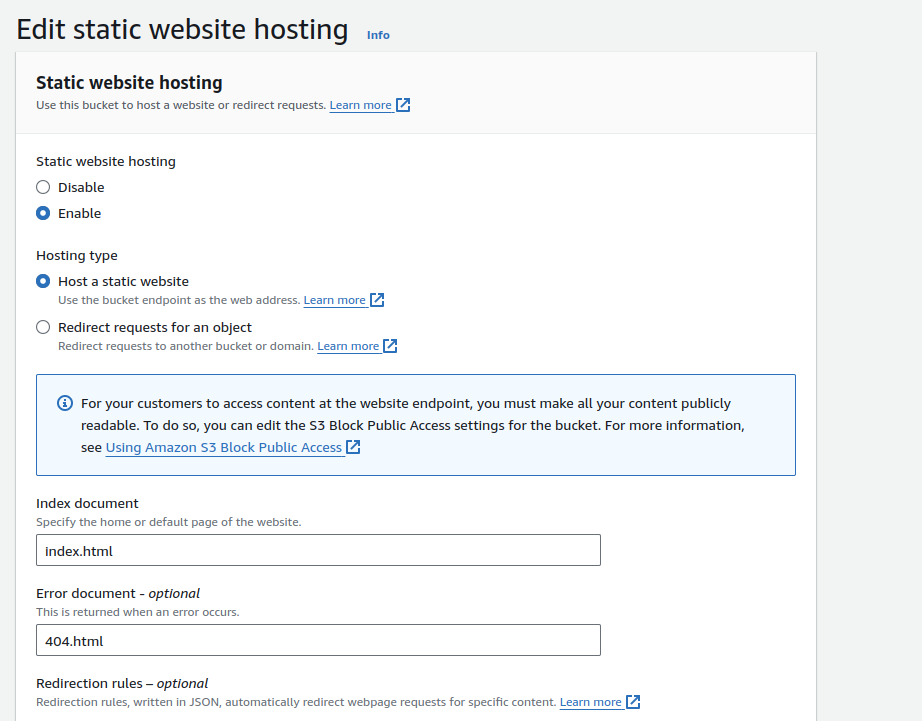 Edit static website hosting Info
Static website hosting
Use this bucket to host a website or redirect requests. Learn more
Static website hosting
Disable
Enable
Hosting type
Host a static website
Use the bucket endpoint as the web address. Learn more
Redirect requests for an object
Redirect requests to another bucket or domain. Learn more
For your customers to access content at the website endpoint, you must make all your content publicly
readable. To do so, you can edit the S3 Block Public Access settings for the bucket. For more information,
see Using Amazon S3 Block Public Access
Index document
Specify the home or default page of the website.
index.html
Error document - optional
This is returned when an error occurs.
404.html
Redirection rules – optional
Redirection rules, written in JSON, automatically redirect webpage requests for specific content. Learn more